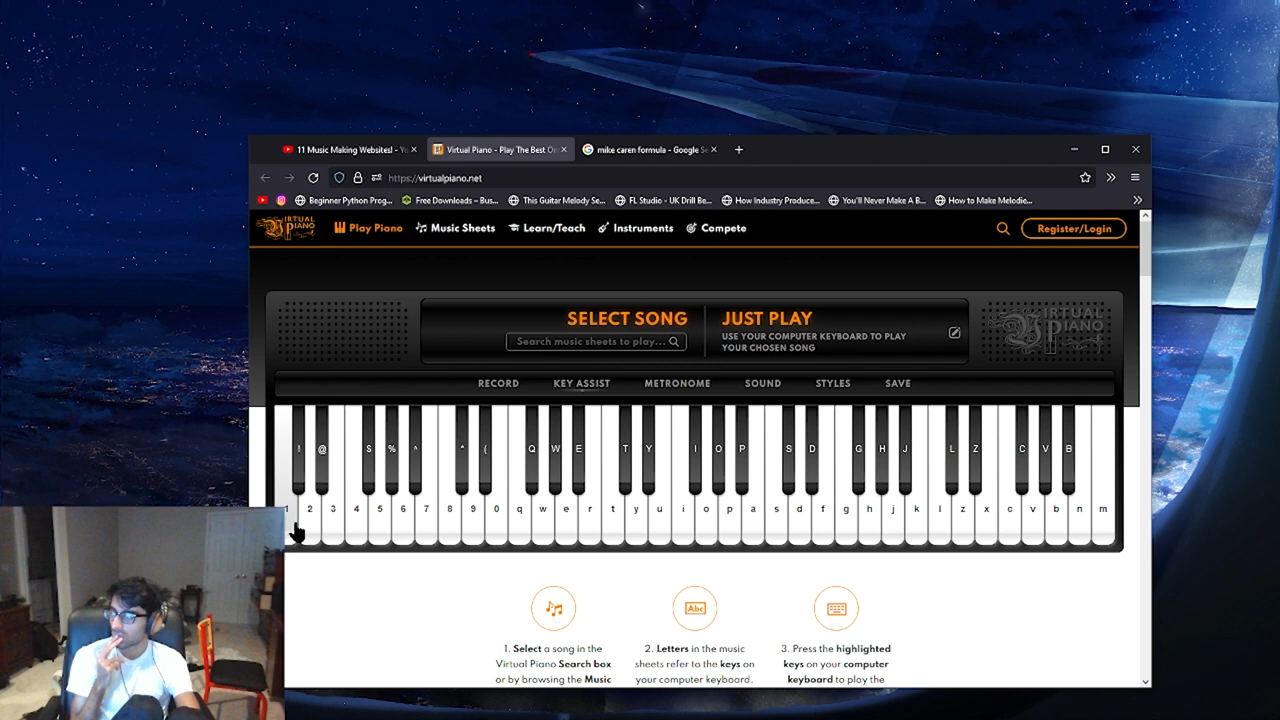 11 Music Making Websites! - Yo
Virtual Piano - Play The Best On
mike caren formula - Google Se
https://virtualpiano.net
Beginner Python Prog...
Free Downloads – Bus...
This Guitar Melody Se...
FL Studio - UK Drill Be...
How Industry Produce...
You'll Never Make A B...
How to Make Melodie...
VIRTUAL PIANO
Play Piano
Music Sheets
Learn/Teach
Instruments
Compete
Register/Login
SELECT SONG
Search music sheets to play...
JUST PLAY
USE YOUR COMPUTER KEYBOARD TO PLAY
YOUR CHOSEN SONG
VIRTUAL PIANO
RECORD KEY ASSIST METRONOME SOUND STYLES SAVE
! @ $ % ^ * ( Q W E T Y I O P S D G H J L Z C V B
1 2 3 4 5 6 7 8 9 0 q w e r t y u i o p a s d f g h j k l z x c v b n m
Abc
1. Select a song in the
Virtual Piano Search box
or by browsing the Music
2. Letters in the music
sheets refer to the keys on
your computer keyboard.
3. Press the highlighted
keys on your computer
keyboard to play the